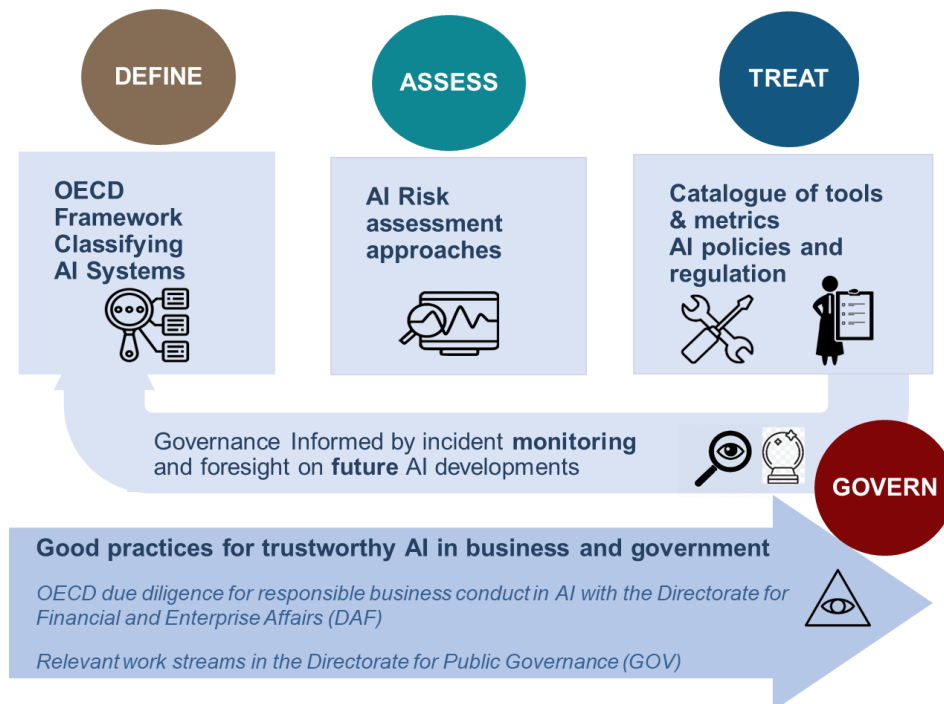 DEFINE
ASSESS
TREAT
OECD
Framework
Classifying
AI Systems
AI Risk
assessment
approaches
Catalogue of tools
& metrics
AI policies and
regulation
Governance Informed by incident monitoring
and foresight on future AI developments
GOVERN
Good practices for trustworthy AI in business and government
OECD due diligence for responsible business conduct in AI with the Directorate for
Financial and Enterprise Affairs (DAF)
Relevant work streams in the Directorate for Public Governance (GOV)